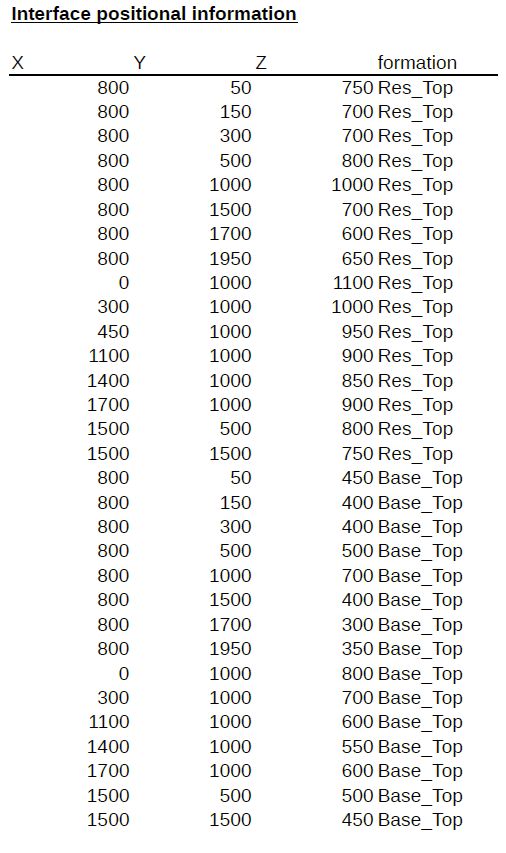 Interface positional information
X Y Z formation
800 50 750 Res_Top
800 150 700 Res_Top
800 300 700 Res_Top
800 500 800 Res_Top
800 1000 1000 Res_Top
800 1500 700 Res_Top
800 1700 600 Res_Top
800 1950 650 Res_Top
0 1000 1100 Res_Top
300 1000 1000 Res_Top
450 1000 950 Res_Top
1100 1000 900 Res_Top
1400 1000 850 Res_Top
1700 1000 900 Res_Top
1500 500 800 Res_Top
1500 1500 750 Res_Top
800 50 450 Base_Top
800 150 400 Base_Top
800 300 400 Base_Top
800 500 500 Base_Top
800 1000 700 Base_Top
800 1500 400 Base_Top
800 1700 300 Base_Top
800 1950 350 Base_Top
0 1000 800 Base_Top
300 1000 700 Base_Top
1100 1000 600 Base_Top
1400 1000 550 Base_Top
1700 1000 600 Base_Top
1500 500 500 Base_Top
1500 1500 450 Base_Top